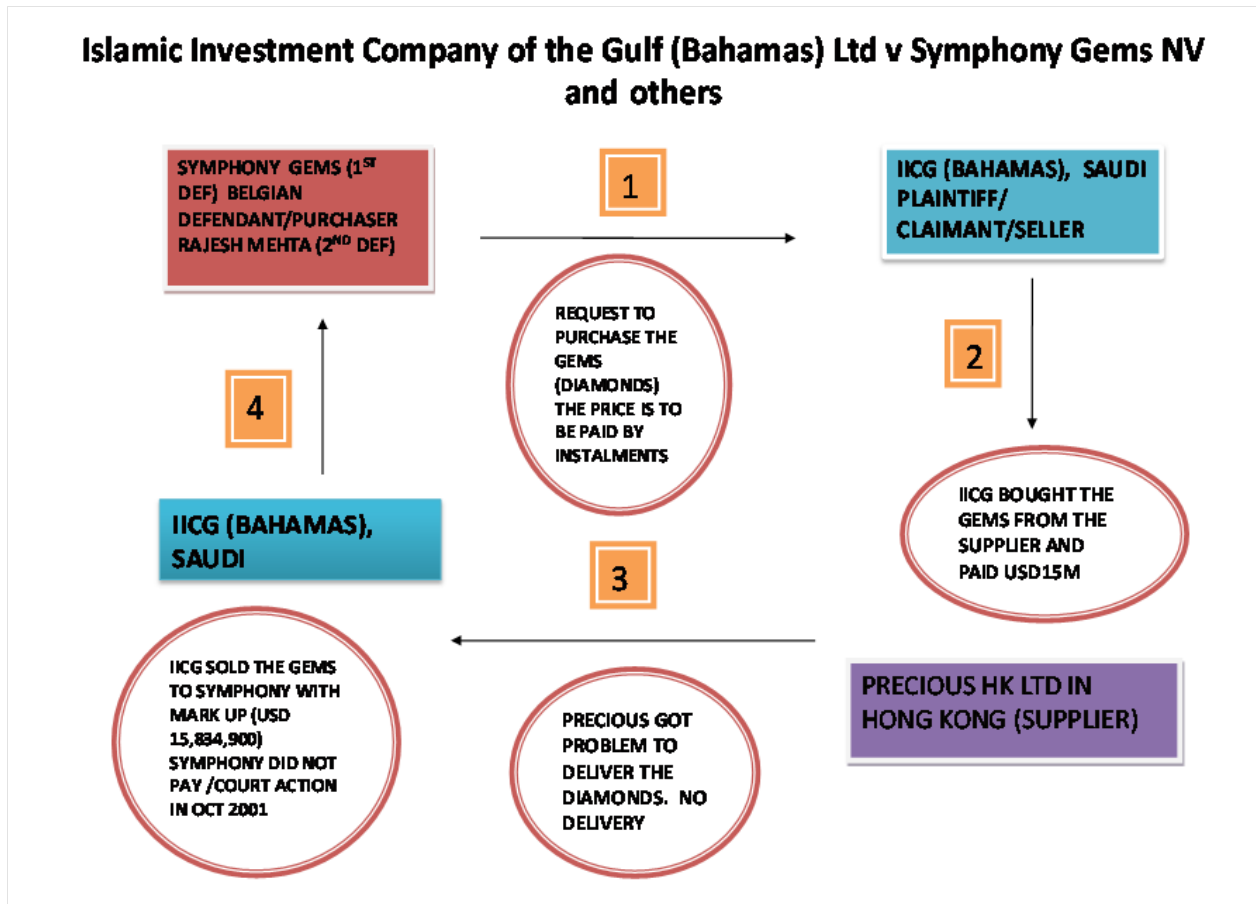 Islamic Investment Company of the Gulf (Bahamas) Ltd v Symphony Gems NV
and others
SYMPHONY GEMS (1ST
DEF) BELGIAN
DEFENDANT/PURCHASER
RAJESH MEHTA (2ND DEF)
1
IICG (BAHAMAS), SAUDI
PLAINTIFF/
CLAIMANT/SELLER
REQUEST TO
PURCHASE THE
GEMS
(DIAMONDS)
THE PRICE IS TO
BE PAID BY
INSTALMENTS
2
IICG BOUGHT THE
GEMS FROM THE
SUPPLIER AND
PAID USD15M
4
IICG (BAHAMAS),
SAUDI
3
IICG SOLD THE GEMS
TO SYMPHONY WITH
MARK UP (USD
15,834,900)
SYMPHONY DID NOT
PAY /COURT ACTION
IN OCT 2001
PRECIOUS GOT
PROBLEM TO
DELIVER THE
DIAMONDS. NO
DELIVERY
PRECIOUS HK LTD IN
HONG KONG (SUPPLIER)